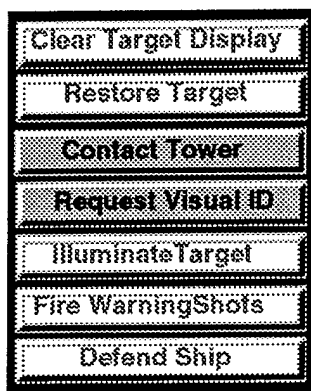 Clear Target Display
Restore Target
Contact Tower
Request Visual ID
IlluminateTarget
Fire WarningShots
Defend Ship